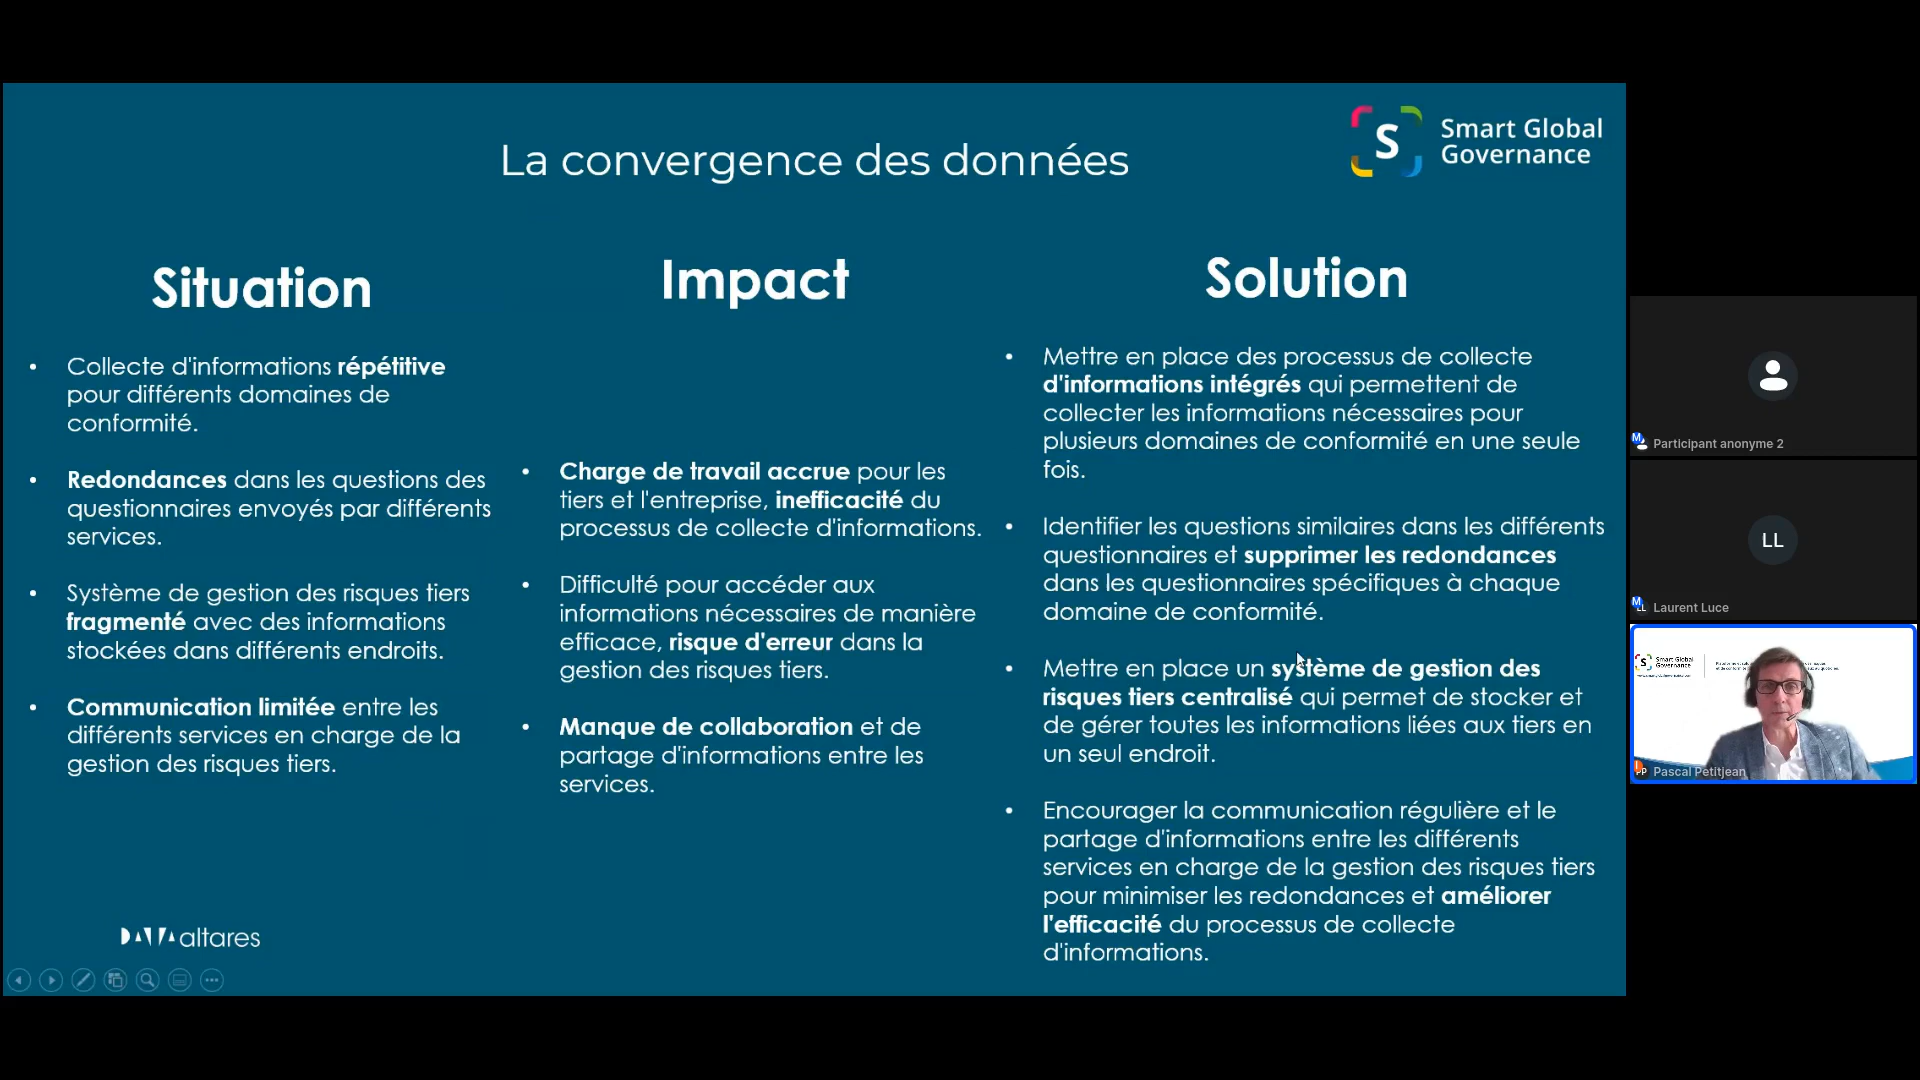 La convergence des données
S
Smart Global
Governance
Situation
• Collecte d'informations répétitive
pour différents domaines de
conformité.
• Redondances dans les questions des
questionnaires envoyés par différents
services.
• Système de gestion des risques tiers
fragmenté avec des informations
stockées dans différents endroits.
• Communication limitée entre les
différents services en charge de la
gestion des risques tiers.
Impact
• Charge de travail accrue pour les
tiers et l'entreprise, inefficacité du
processus de collecte d'informations.
• Difficulté pour accéder aux
informations nécessaires de manière
efficace, risque d'erreur dans la
gestion des risques tiers.
• Manque de collaboration et de
partage d'informations entre les
services.
Solution
• Mettre en place des processus de collecte
d'informations intégrés qui permettent de
collecter les informations nécessaires pour
plusieurs domaines de conformité en une seule
fois.
• Identifier les questions similaires dans les différents
questionnaires et supprimer les redondances
dans les questionnaires spécifiques à chaque
domaine de conformité.
• Mettre en place un système de gestion des
risques tiers centralisé qui permet de stocker et
de gérer toutes les informations liées aux tiers en
un seul endroit.
• Encourager la communication régulière et le
partage d'informations entre les différents
services en charge de la gestion des risques tiers
pour minimiser les redondances et améliorer
l'efficacité du processus de collecte
d'informations.
DATA altares
M
Participant anonyme 2
LL
M
LL
Laurent Luce
S
Smart Global
Governance
PP
Pascal Petitjean